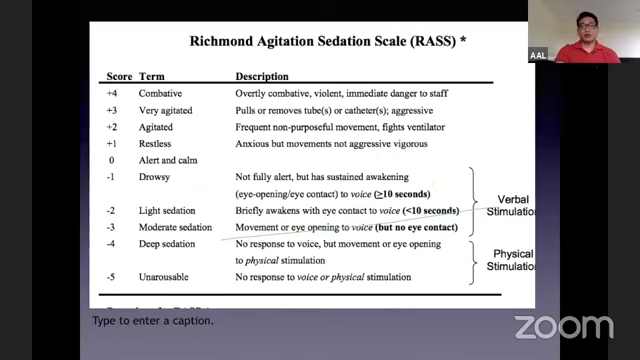 Richmond Agitation Sedation Scale (RASS) *
AAL
Score Term Description
+4 Combative Overtly combative, violent, immediate danger to staff
+3 Very agitated Pulls or removes tube(s) or catheter(s); aggressive
+2 Agitated Frequent non-purposeful movement, fights ventilator
+1 Restless Anxious but movements not aggressive vigorous
0 Alert and calm
-1 Drowsy Not fully alert, but has sustained awakening
(eye-opening/eye contact) to voice (≥10 seconds)
-2 Light sedation Briefly awakens with eye contact to voice (<10 seconds)
-3 Moderate sedation Movement or eye opening to voice (but no eye contact)
Verbal
Stimulation
-4 Deep sedation No response to voice, but movement or eye opening
to physical stimulation
-5 Unarousable No response to voice or physical stimulation
Physical
Stimulation
Type to enter a caption.
zoom